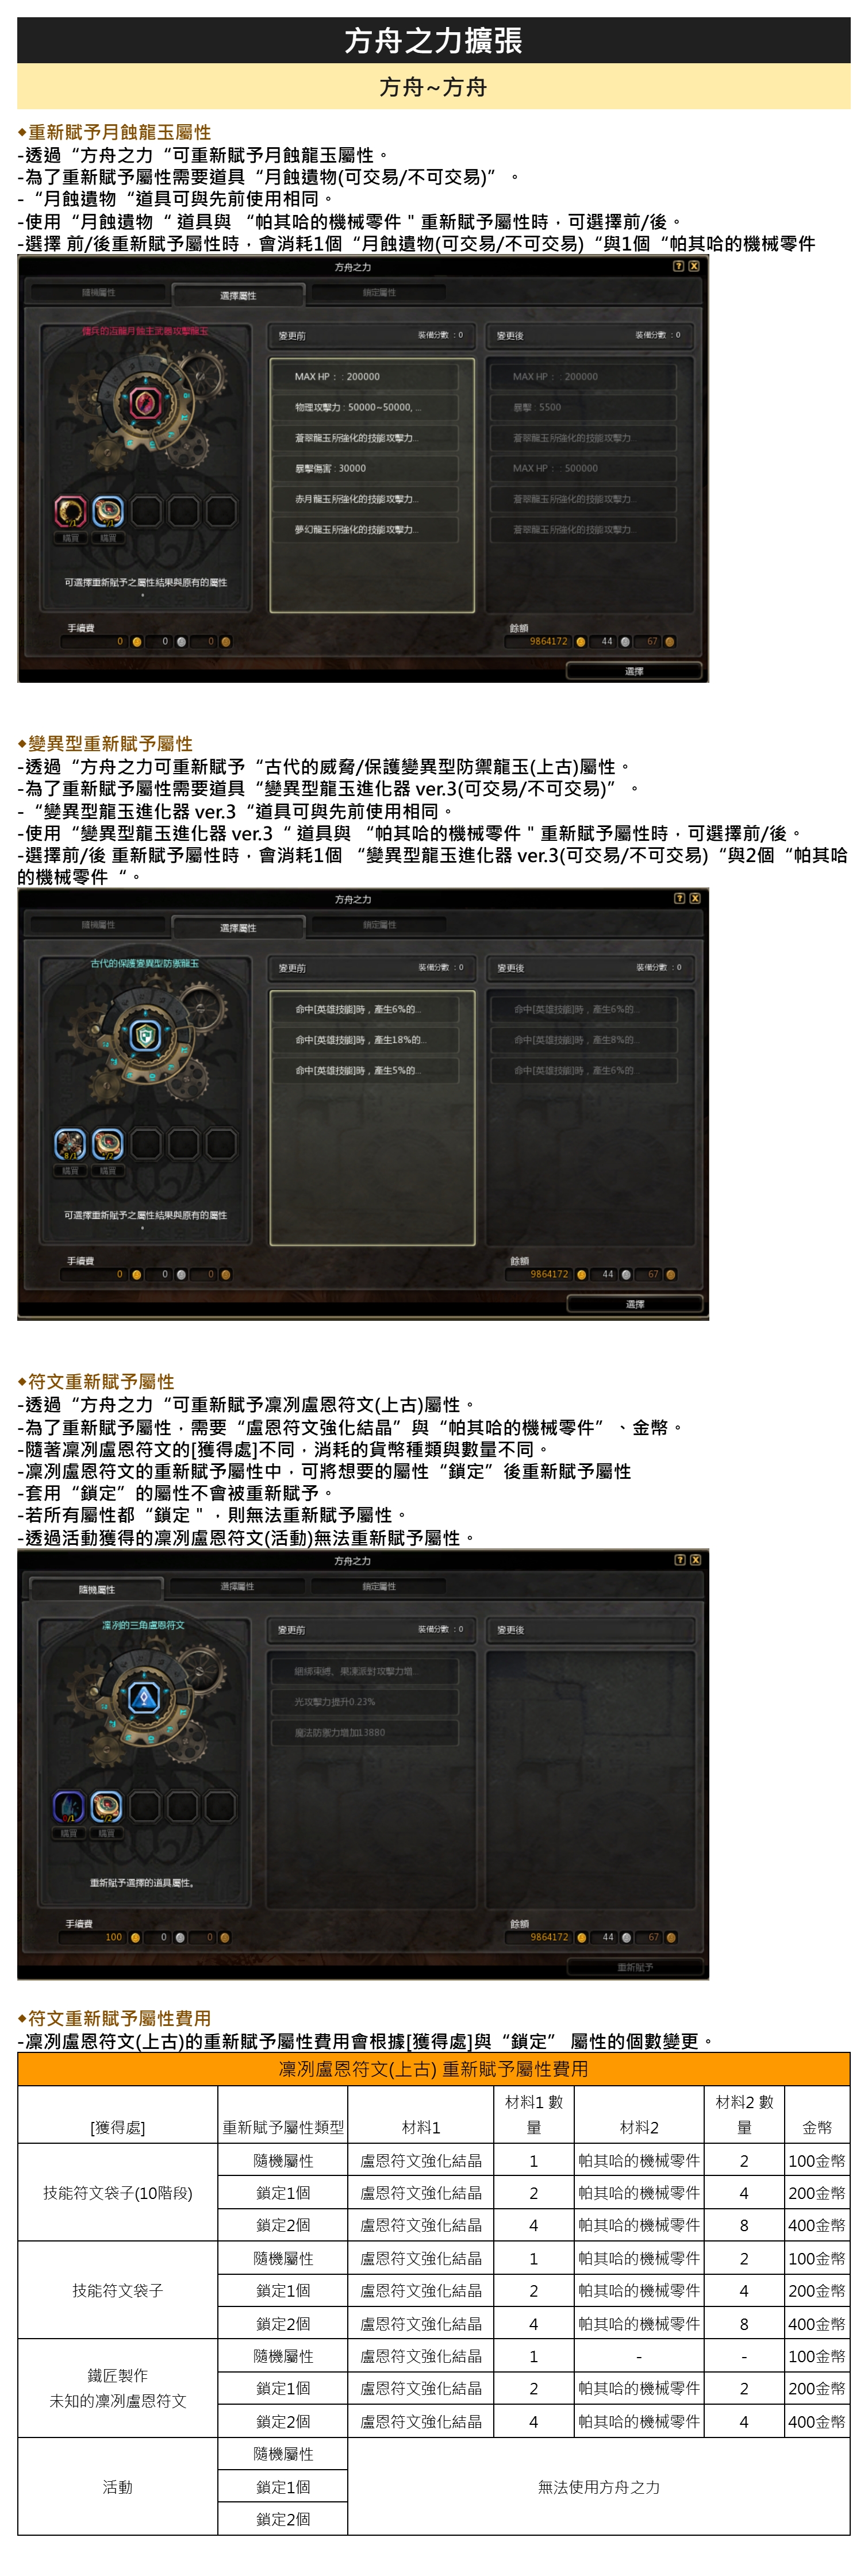 方舟之力擴張
方舟~方舟
◆重新賦予月蝕龍玉屬性
-透過“方舟之力“可重新賦予月蝕龍玉屬性。
-為了重新賦予屬性需要道具“月蝕遺物(可交易/不可交易)” 。
-“月蝕遺物“道具可與先前使用相同。
-使用“月蝕遺物“ 道具與 “帕其哈的機械零件 " 重新賦予屬性時，可選擇前/後。
-選擇 前/後重新賦予屬性時，會消耗1個“月蝕遺物(可交易/不可交易)“與1個“帕其哈的機械零件
方舟之力
隨機屬性 選擇屬性 鎖定屬性
傭兵的沍龍月蝕主武器攻擊龍玉
變更前 裝備分數 : 0 變更後 裝備分數 : 0
MAX HP : : 200000 MAX HP : : 200000
物理攻擊力 : 50000~50000, ... 暴擊 : 5500
蒼翠龍玉所強化的技能攻擊力... 蒼翠龍玉所強化的技能攻擊力...
暴擊傷害 : 30000 MAX HP : : 500000
赤月龍玉所強化的技能攻擊力... 蒼翠龍玉所強化的技能攻擊力...
夢幻龍玉所強化的技能攻擊力... 蒼翠龍玉所強化的技能攻擊力...
購買 購買
可選擇重新賦予之屬性結果與原有的屬性
。
手續費 餘額
0 0 0 9864172 44 67
選擇
◆變異型重新賦予屬性
-透過“方舟之力可重新賦予“古代的威脅/保護變異型防禦龍玉(上古)屬性。
-為了重新賦予屬性需要道具“變異型龍玉進化器 ver.3(可交易/不可交易)” 。
-“變異型龍玉進化器 ver.3“道具可與先前使用相同。
-使用“變異型龍玉進化器 ver.3“ 道具與 “帕其哈的機械零件 " 重新賦予屬性時，可選擇前/後。
-選擇前/後 重新賦予屬性時，會消耗1個 “變異型龍玉進化器 ver.3(可交易/不可交易)“與2個“帕其哈
的機械零件“。
方舟之力
隨機屬性 選擇屬性 鎖定屬性
古代的保護變異型防禦龍玉
變更前 裝備分數 : 0 變更後 裝備分數 : 0
命中[英雄技能]時，產生6%的... 命中[英雄技能]時，產生6%的...
命中[英雄技能]時，產生18%的... 命中[英雄技能]時，產生8%的...
命中[英雄技能]時，產生5%的... 命中[英雄技能]時，產生6%的...
購買 購買
可選擇重新賦予之屬性結果與原有的屬性
。
手續費 餘額
0 0 0 9864172 44 67
選擇
◆符文重新賦予屬性
-透過“方舟之力“可重新賦予凜冽盧恩符文(上古)屬性。
-為了重新賦予屬性，需要“盧恩符文強化結晶”與“帕其哈的機械零件”、金幣。
-隨著凜冽盧恩符文的[獲得處]不同，消耗的貨幣種類與數量不同。
-凜冽盧恩符文的重新賦予屬性中，可將想要的屬性“鎖定”後重新賦予屬性
-套用“鎖定”的屬性不會被重新賦予。
-若所有屬性都“鎖定 "，則無法重新賦予屬性。
-透過活動獲得的凜冽盧恩符文(活動)無法重新賦予屬性。
方舟之力
隨機屬性 選擇屬性 鎖定屬性
凜冽的三角盧恩符文
變更前 裝備分數 : 0 變更後
綑綁束縛，果凍派對攻擊力增...
光攻擊力提升0.23%
魔法防禦力增加13880
0/1
購買 購買
重新賦予選擇的道具屬性。
手續費 餘額
100 0 0 9864172 44 67
重新賦予
◆符文重新賦予屬性費用
-凜冽盧恩符文(上古)的重新賦予屬性費用會根據[獲得處]與“鎖定” 屬性的個數變更。
凜冽盧恩符文(上古) 重新賦予屬性費用
[獲得處] 重新賦予屬性類型 材料1 材料1 數量 材料2 材料2 數量 金幣
技能符文袋子(10階段) 隨機屬性 盧恩符文強化結晶 1 帕其哈的機械零件 2 100金幣
鎖定1個 盧恩符文強化結晶 2 帕其哈的機械零件 4 200金幣
鎖定2個 盧恩符文強化結晶 4 帕其哈的機械零件 8 400金幣
技能符文袋子 隨機屬性 盧恩符文強化結晶 1 帕其哈的機械零件 2 100金幣
鎖定1個 盧恩符文強化結晶 2 帕其哈的機械零件 4 200金幣
鎖定2個 盧恩符文強化結晶 4 帕其哈的機械零件 8 400金幣
鐵匠製作
未知的凜冽盧恩符文 隨機屬性 盧恩符文強化結晶 1 - - 100金幣
鎖定1個 盧恩符文強化結晶 2 帕其哈的機械零件 2 200金幣
鎖定2個 盧恩符文強化結晶 4 帕其哈的機械零件 4 400金幣
活動 隨機屬性 無法使用方舟之力
鎖定1個
鎖定2個